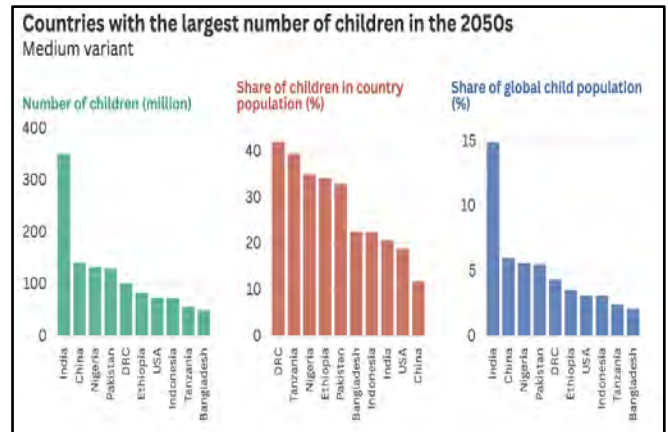 Countries with the largest number of children in the 2050s
Medium variant
Number of children (million)
400
300
200
100
0
India
China
Nigeria
Pakistan
DRC
Ethiopia
USA
Indonesia
Tanzania
Bangladesh
Share of children in country
population (%)
40
30
20
10
0
DRC
Tanzania
Nigeria
Ethiopia
Pakistan
Bangladesh
Indonesia
India
USA
China
Share of global child population
(%)
15
10
5
0
India
China
Nigeria
Pakistan
DRC
Ethiopia
USA
Indonesia
Tanzania
Bangladesh